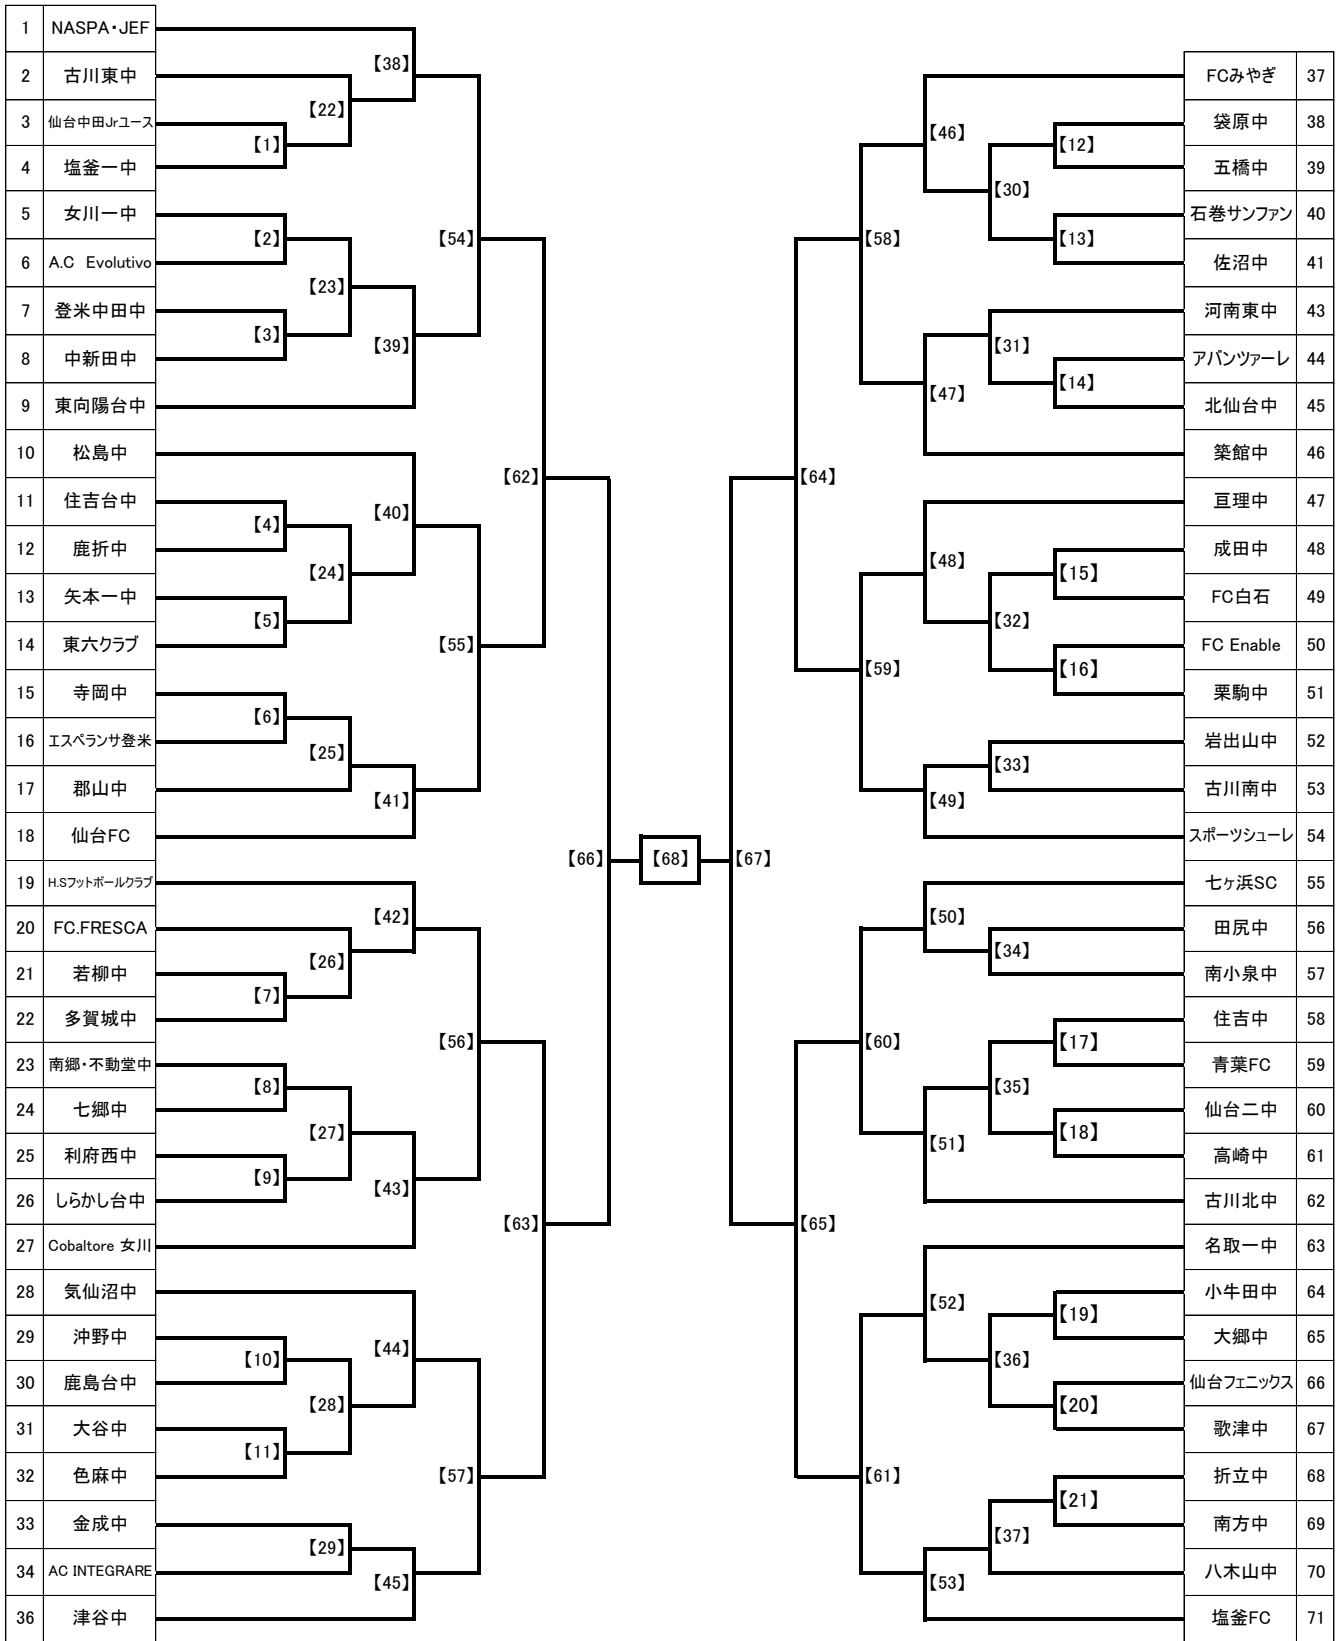 1 NASPA・JEF
2 古川東中
3 仙台中田Jrユース
4 塩釜一中
5 女川一中
6 A.C Evolutivo
7 登米中田中
8 中新田中
9 東向陽台中
10 松島中
11 住吉台中
12 鹿折中
13 矢本一中
14 東六クラブ
15 寺岡中
16 エスペランサ登米
17 郡山中
18 仙台FC
19 H.Sフットボールクラブ
20 FC.FRESCA
21 若柳中
22 多賀城中
23 南郷・不動堂中
24 七郷中
25 利府西中
26 しらかし台中
27 Cobaltore 女川
28 気仙沼中
29 沖野中
30 鹿島台中
31 大谷中
32 色麻中
33 金成中
34 AC INTEGRARE
36 津谷中
【1】
【2】
【3】
【4】
【5】
【6】
【7】
【8】
【9】
【10】
【11】
【22】
【23】
【24】
【25】
【26】
【27】
【28】
【29】
【38】
【39】
【40】
【41】
【42】
【43】
【44】
【45】
【54】
【55】
【56】
【57】
【62】
【63】
【66】
【68】
【67】
【64】
【65】
【58】
【59】
【60】
【61】
【46】
【47】
【48】
【49】
【50】
【51】
【52】
【53】
【30】
【31】
【32】
【33】
【34】
【35】
【36】
【37】
【12】
【13】
【14】
【15】
【16】
【17】
【18】
【19】
【20】
【21】
FCみやぎ 37
袋原中 38
五橋中 39
石巻サンファン 40
佐沼中 41
河南東中 43
アバンツァーレ 44
北仙台中 45
築館中 46
亘理中 47
成田中 48
FC白石 49
FC Enable 50
栗駒中 51
岩出山中 52
古川南中 53
スポーツシューレ 54
七ヶ浜SC 55
田尻中 56
南小泉中 57
住吉中 58
青葉FC 59
仙台二中 60
高崎中 61
古川北中 62
名取一中 63
小牛田中 64
大郷中 65
仙台フェニックス 66
歌津中 67
折立中 68
南方中 69
八木山中 70
塩釜FC 71